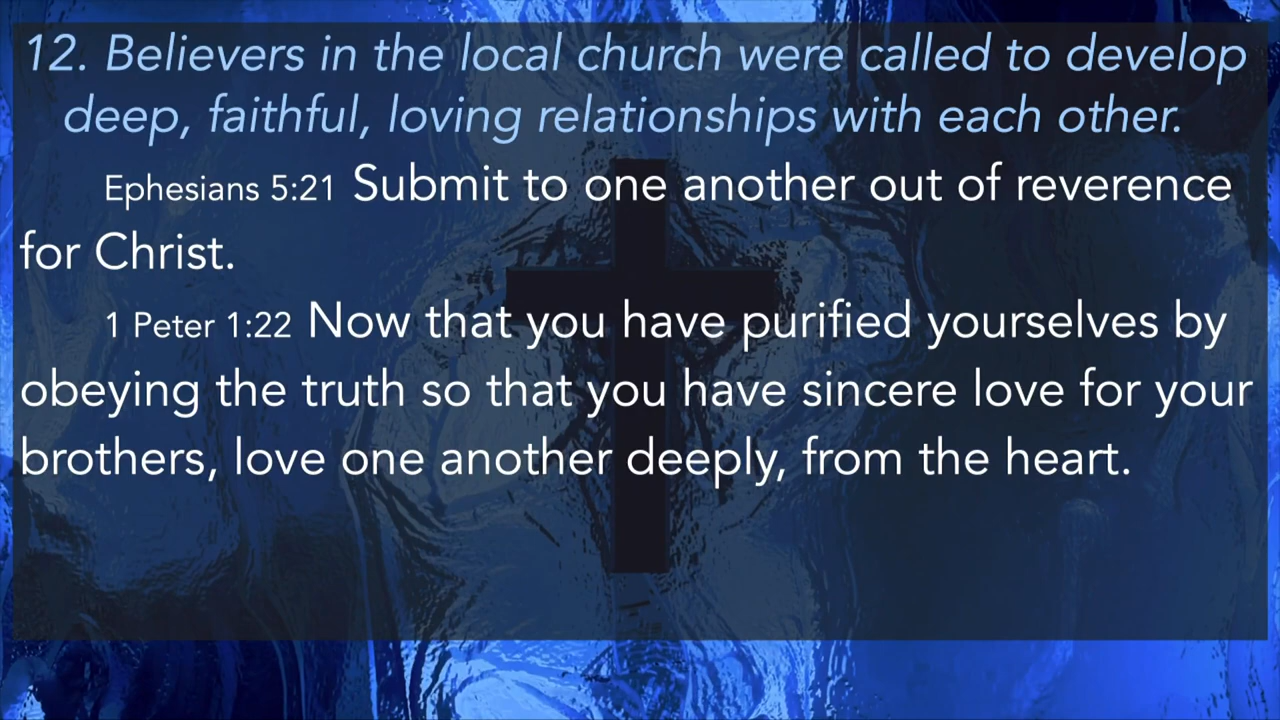 12. Believers in the local church were called to develop
deep, faithful, loving relationships with each other.
Ephesians 5:21 Submit to one another out of reverence
for Christ.
1 Peter 1:22 Now that you have purified yourselves by
obeying the truth so that you have sincere love for your
brothers, love one another deeply, from the heart.